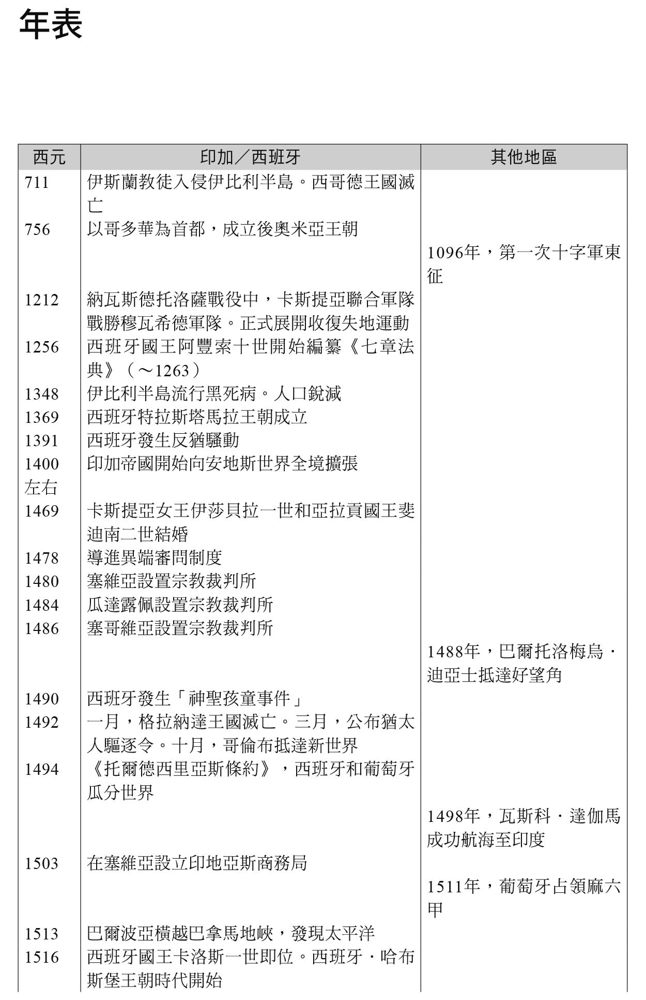 年表
西元 印加／西班牙 其他地區
711 伊斯蘭教徒入侵伊比利半島。西哥德王國滅
亡
756 以哥多華為首都，成立後奧米亞王朝
1096年，第一次十字軍東
征
1212 納瓦斯德托洛薩戰役中，卡斯提亞聯合軍隊
戰勝穆瓦希德軍隊。正式展開收復失地運動
1256 西班牙國王阿豐索十世開始編纂《七章法
典》（～1263）
1348 伊比利半島流行黑死病。人口銳減
1369 西班牙特拉斯塔馬拉王朝成立
1391 西班牙發生反猶騷動
1400 印加帝國開始向安地斯世界全境擴張
左右
1469 卡斯提亞女王伊莎貝拉一世和亞拉貢國王斐
迪南二世結婚
1478 導進異端審問制度
1480 塞維亞設置宗教裁判所
1484 瓜達露佩設置宗教裁判所
1486 塞哥維亞設置宗教裁判所
1488年，巴爾托洛梅烏．
迪亞士抵達好望角
1490 西班牙發生「神聖孩童事件」
1492 一月，格拉納達王國滅亡。三月，公布猶太
人驅逐令。十月，哥倫布抵達新世界
1494 《托爾德西里亞斯條約》，西班牙和葡萄牙
瓜分世界
1498年，瓦斯科．達伽馬
成功航海至印度
1503 在塞維亞設立印地亞斯商務局
1511年，葡萄牙占領麻六
甲
1513 巴爾波亞橫越巴拿馬地峽，發現太平洋
1516 西班牙國王卡洛斯一世即位。西班牙．哈布
斯堡王朝時代開始